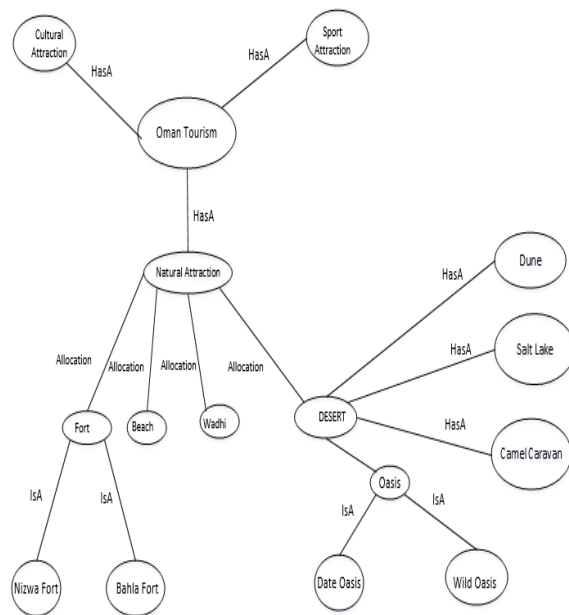 Cultural
Attraction
Sport
Attraction
HasA
HasA
Oman Tourism
HasA
Natural Attraction
Dune
HasA
Salt Lake
HasA
Allocation
Allocation
Allocation
Allocation
Fort
Beach
Wadhi
DESERT
HasA
Camel Caravan
Oasis
IsA
IsA
IsA
IsA
Nizwa Fort
Bahla Fort
Date Oasis
Wild Oasis